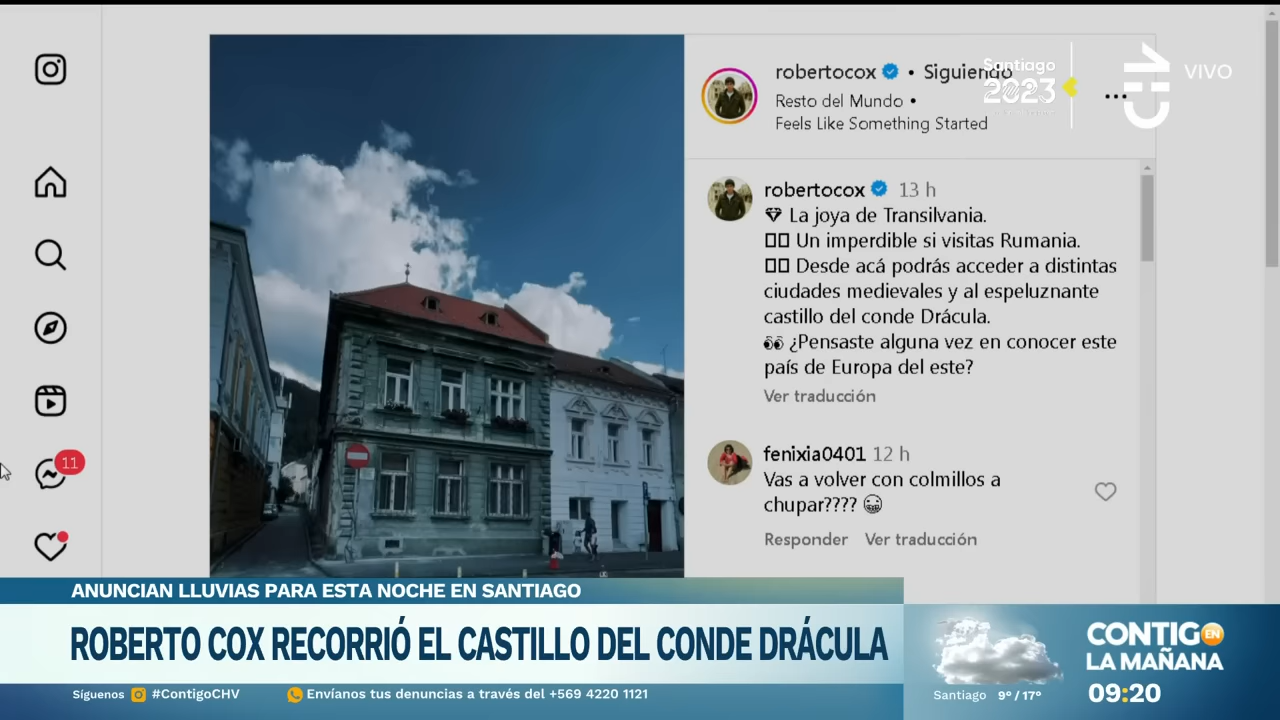 robertocox • Siguiendo
Resto del Mundo •
Feels Like Something Started
Santiago
2023
VIVO
robertocox 13 h
La joya de Transilvania.
Un imperdible si visitas Rumania.
Desde acá podrás acceder a distintas
ciudades medievales y al espeluznante
castillo del conde Drácula.
👀 ¿Pensaste alguna vez en conocer este
país de Europa del este?
Ver traducción
fenixia0401 12 h
Vas a volver con colmillos a
chupar???? 😁
Responder Ver traducción
11
ANUNCIAN LLUVIAS PARA ESTA NOCHE EN SANTIAGO
ROBERTO COX RECORRIÓ EL CASTILLO DEL CONDE DRÁCULA
Síguenos #ContigoCHV Envíanos tus denuncias a través del +569 4220 1121
Santiago 9° / 17°
CONTIGO EN
LA MAÑANA
09:20